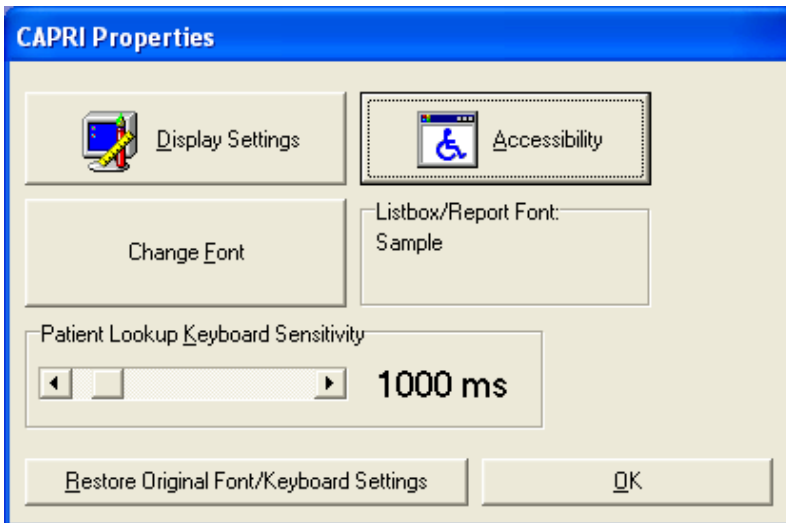 CAPRI Properties
Display Settings
Accessibility
Change Font
Listbox/Report Font:
Sample
Patient Lookup Keyboard Sensitivity
1000 ms
Restore Original Font/Keyboard Settings
OK